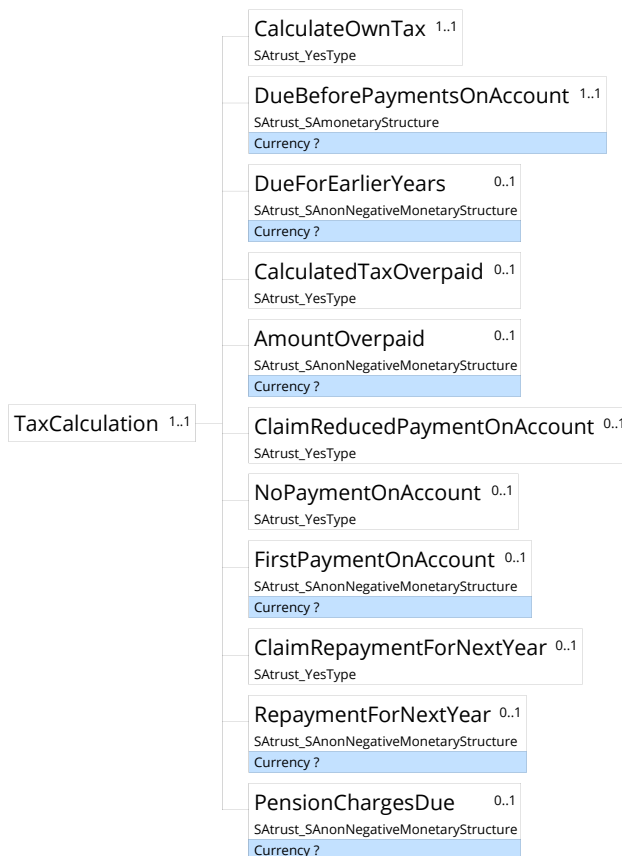 CalculateOwnTax 1..1
SAtrust_YesType
DueBeforePaymentsOnAccount 1..1
SAtrust_SAmonetaryStructure
Currency ?
DueForEarlierYears 0..1
SAtrust_SAnonNegativeMonetaryStructure
Currency ?
CalculatedTaxOverpaid 0..1
SAtrust_YesType
AmountOverpaid 0..1
SAtrust_SAnonNegativeMonetaryStructure
Currency ?
TaxCalculation 1..1
ClaimReducedPaymentOnAccount 0..1
SAtrust_YesType
NoPaymentOnAccount 0..1
SAtrust_YesType
FirstPaymentOnAccount 0..1
SAtrust_SAnonNegativeMonetaryStructure
Currency ?
ClaimRepaymentForNextYear 0..1
SAtrust_YesType
RepaymentForNextYear 0..1
SAtrust_SAnonNegativeMonetaryStructure
Currency ?
PensionChargesDue 0..1
SAtrust_SAnonNegativeMonetaryStructure
Currency ?